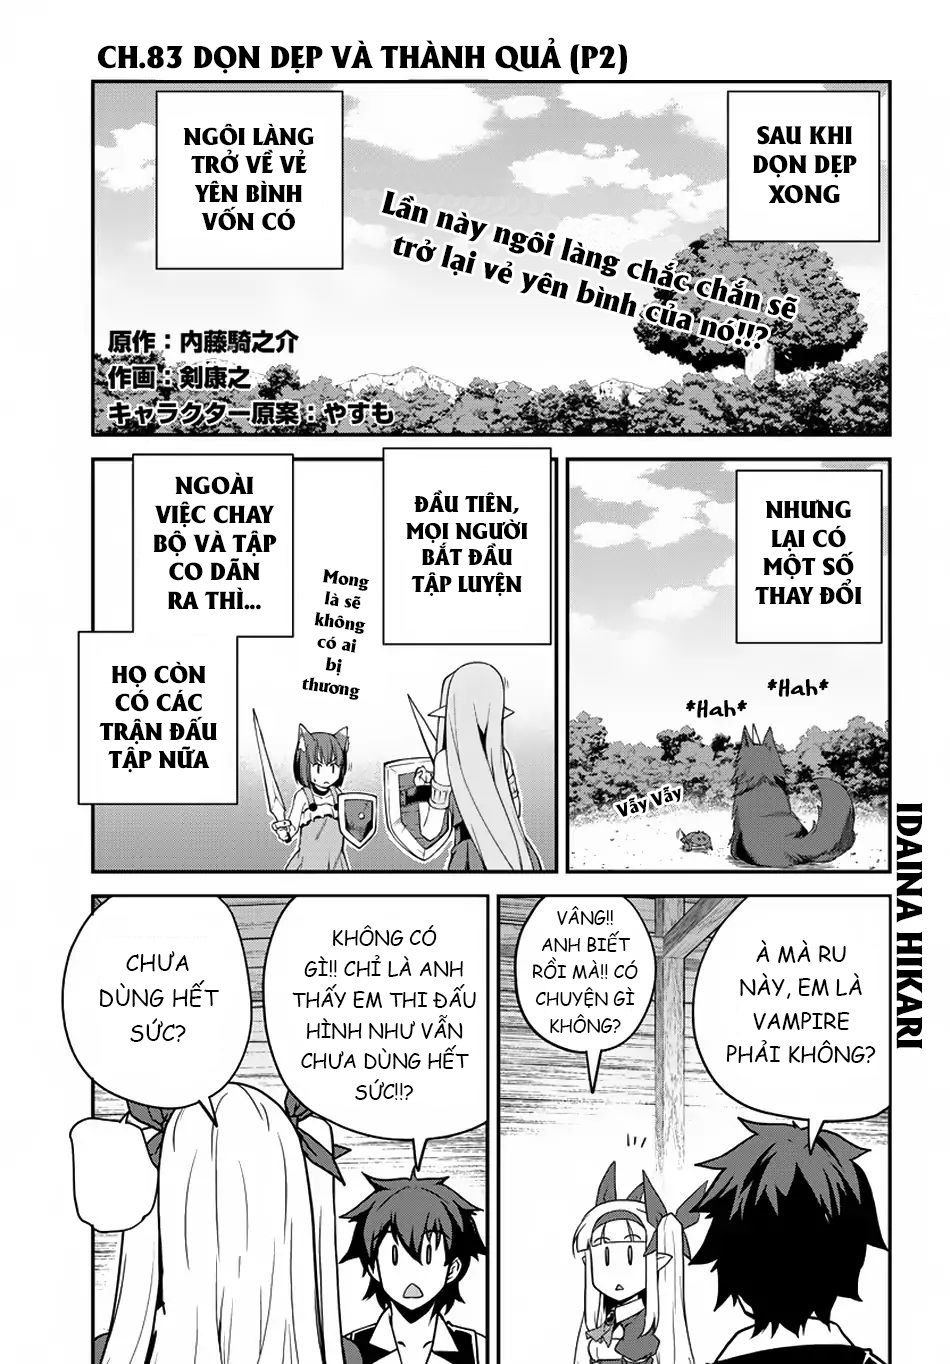 CH.83 DỌN DẸP VÀ THÀNH QUẢ (P2)
SAU KHI
DỌN DẸP
XONG
NGÔI LÀNG
TRỞ VỀ VẺ
YÊN BÌNH
VỐN CÓ
Lần này ngôi làng chắc chắn sẽ
trở lại vẻ yên bình của nó!!!?
原作：内藤騎之介
作画：剣康之
キャラクター原案：やすも
NHƯNG
LẠI CÓ
MỘT SỐ
THAY ĐỔI
*Hah*
*Hah*
Vẫy Vẫy
ĐẦU TIÊN,
MỌI NGƯỜI
BẮT ĐẦU
TẬP LUYỆN
NGOÀI
VIỆC CHẠY
BỘ VÀ TẬP
CO DÃN
RA THÌ...
Mong
là sẽ
không
có ai
bị
thương
HỌ CÒN
CÓ CÁC
TRẬN ĐẤU
TẬP NỮA
À MÀ RU
NÀY, EM LÀ
VAMPIRE
PHẢI KHÔNG?
VÂNG!!
ANH BIẾT
RỒI MÀ!! CÓ
CHUYỆN GÌ
KHÔNG?
KHÔNG CÓ
GÌ!! CHỈ LÀ ANH
THẤY EM THI ĐẤU
HÌNH NHƯ VẪN
CHƯA DÙNG HẾT
SỨC!!?
CHƯA
DÙNG HẾT
SỨC?
IDAINA HIKARI